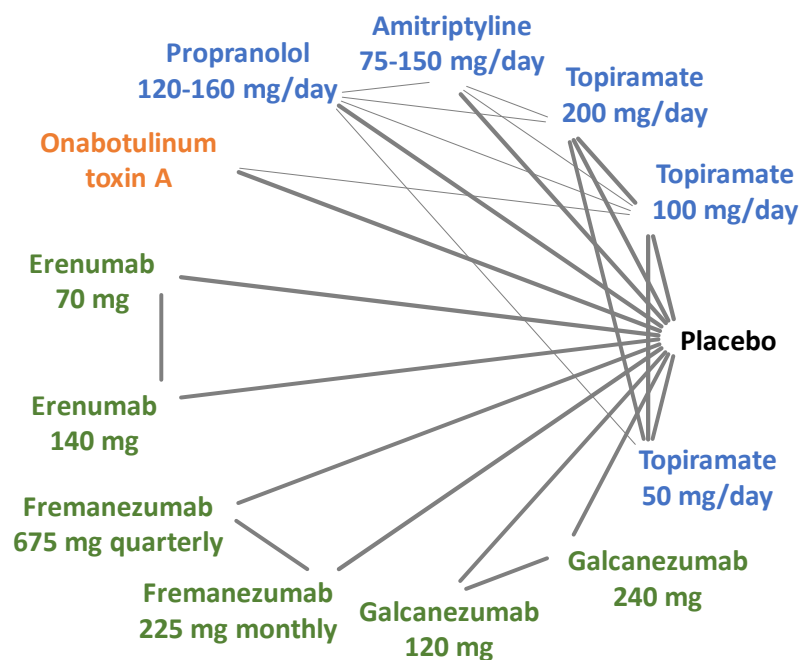 Amitriptyline
75-150 mg/day
Propranolol
120-160 mg/day
Topiramate
200 mg/day
Onabotulinum
toxin A
Topiramate
100 mg/day
Erenumab
70 mg
Placebo
Erenumab
140 mg
Topiramate
50 mg/day
Fremanezumab
675 mg quarterly
Galcanezumab
240 mg
Fremanezumab
225 mg monthly
Galcanezumab
120 mg